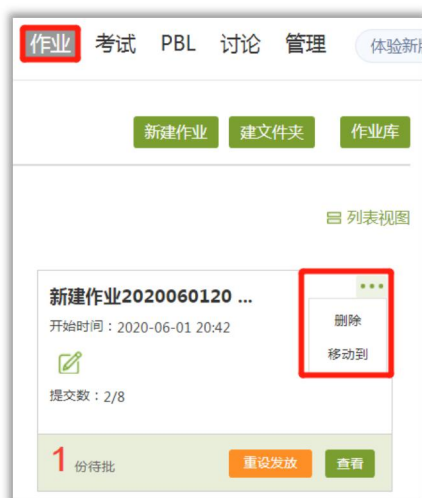 作业 考试 PBL 讨论 管理 体验新
新建作业 建文件夹 作业库
列表视图
新建作业2020060120 ...
开始时间：2020-06-01 20:42
删除
移动到
提交数：2/8
1 份待批 重设发放 查看